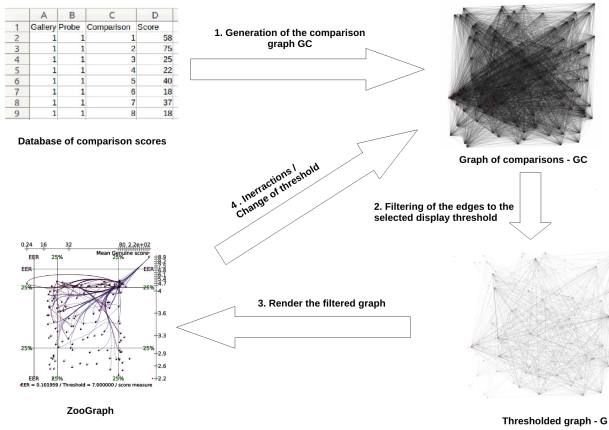 A B C D
1 Gallery Probe Comparison Score
2 1 1 1 58
3 1 1 2 75
4 1 1 3 25
5 1 1 4 22
6 1 1 5 40
7 1 1 6 18
8 1 1 7 37
9 1 1 8 18
Database of comparison scores
1. Generation of the comparison
graph GC
Graph of comparisons - GC
4 . Inerractions /
Change of threshold
2. Filtering of the edges to the
selected display threshold
3. Render the filtered graph
0.24 16 32 80 2.2e+02
Mean Genuine score
EER 25% 25% 8.9
EER EER
4
3.6
3.3
25% 25%
2.9
2.6
EER 25% 25% EER
2.2
EER = 0.101959 / Threshold = 7.000000 / score measure
ZooGraph
Thresholded graph - G